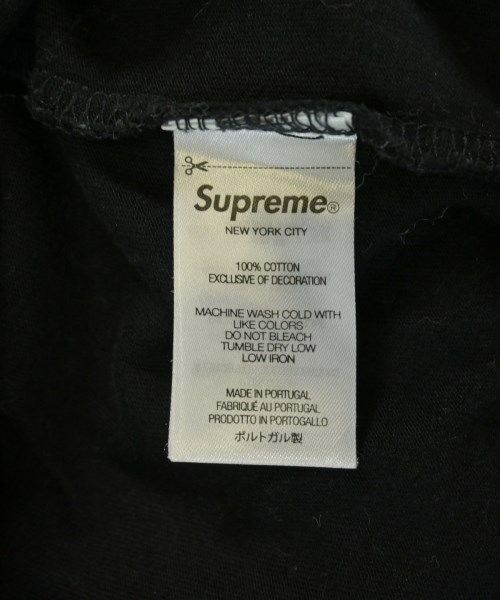 Supreme®
NEW YORK CITY
100% COTTON
EXCLUSIVE OF DECORATION
MACHINE WASH COLD WITH
LIKE COLORS
DO NOT BLEACH
TUMBLE DRY LOW
LOW IRON
MADE IN PORTUGAL
FABRIQUÉ AU PORTUGAL
PRODOTTO IN PORTOGALLO
ポルトガル製